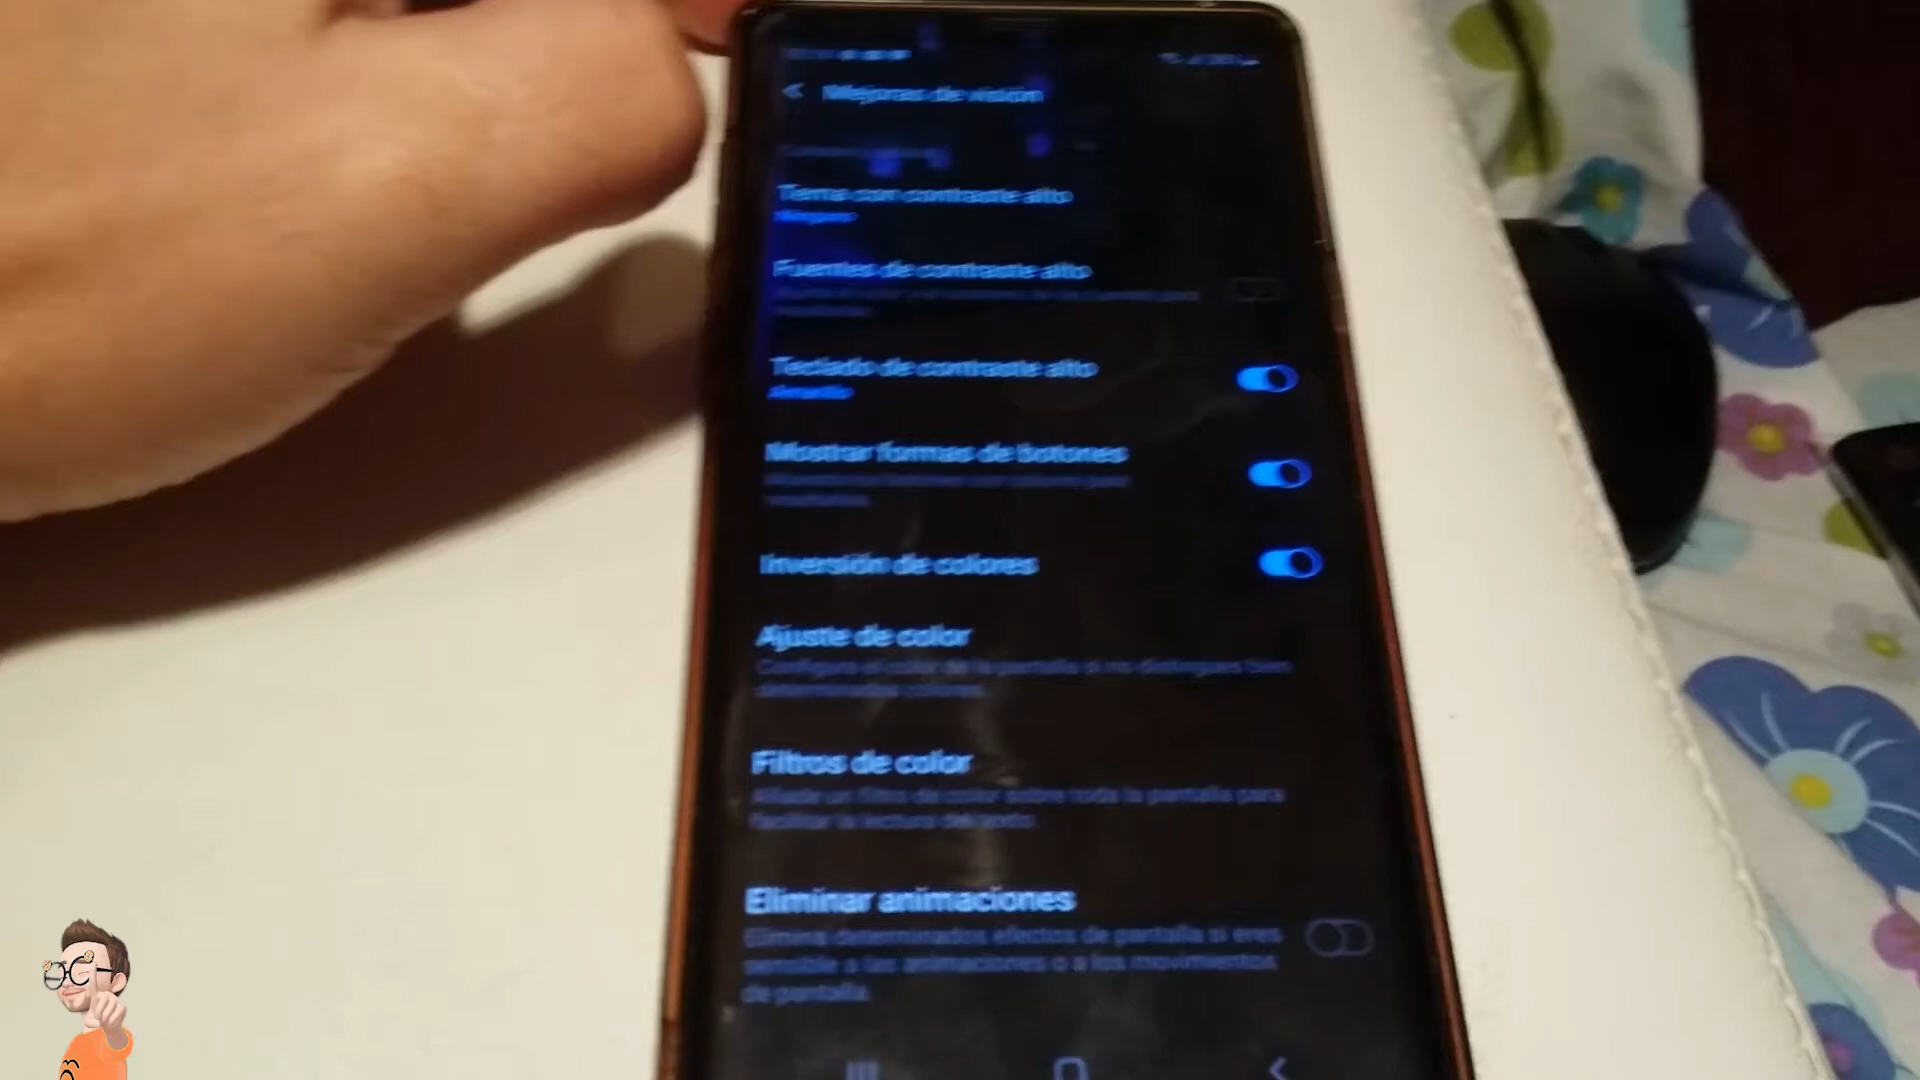 Mejoras de visión
Tema con contraste alto
Ninguno
Fuentes de contraste alto
Teclado de contraste alto
Amarillo
Mostrar formas de botones
Inversión de colores
Ajuste de color
Configura el color de la pantalla si no distingues bien
determinados colores.
Filtros de color
Añade un filtro de color sobre toda la pantalla para
facilitar la lectura del texto.
Eliminar animaciones
Elimina determinados efectos de pantalla si eres
sensible a las animaciones o a los movimientos
de pantalla.